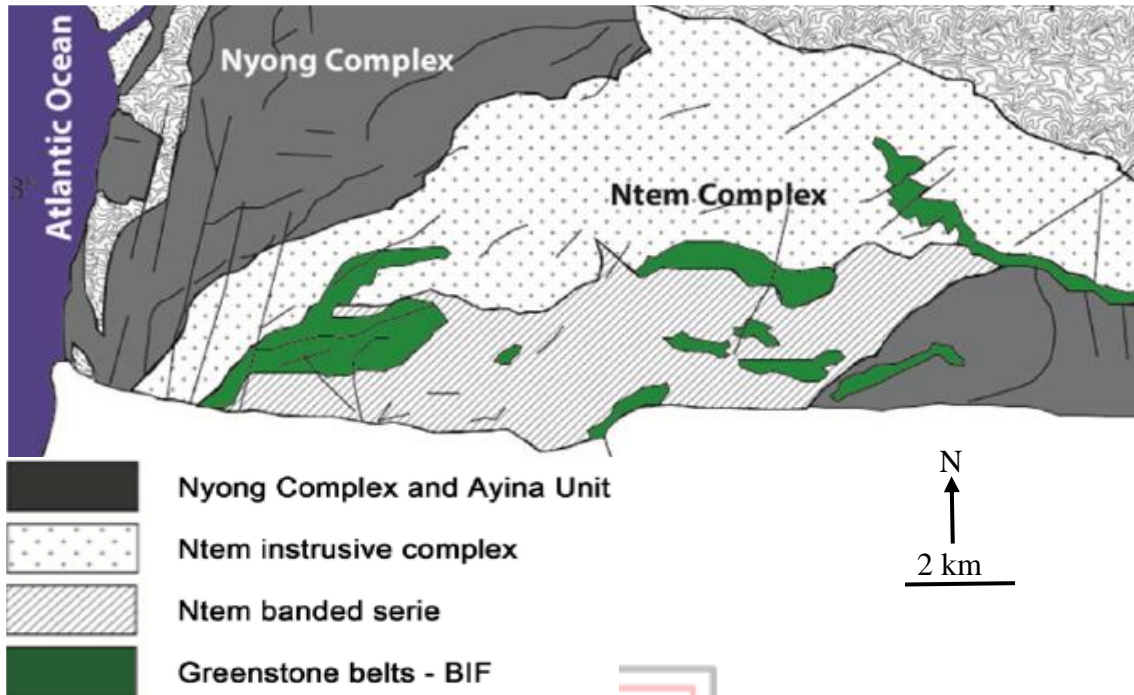 Atlantic Ocean
Nyong Complex
Ntem Complex
Nyong Complex and Ayina Unit
Ntem instrusive complex
Ntem banded serie
Greenstone belts - BIF
N
2 km